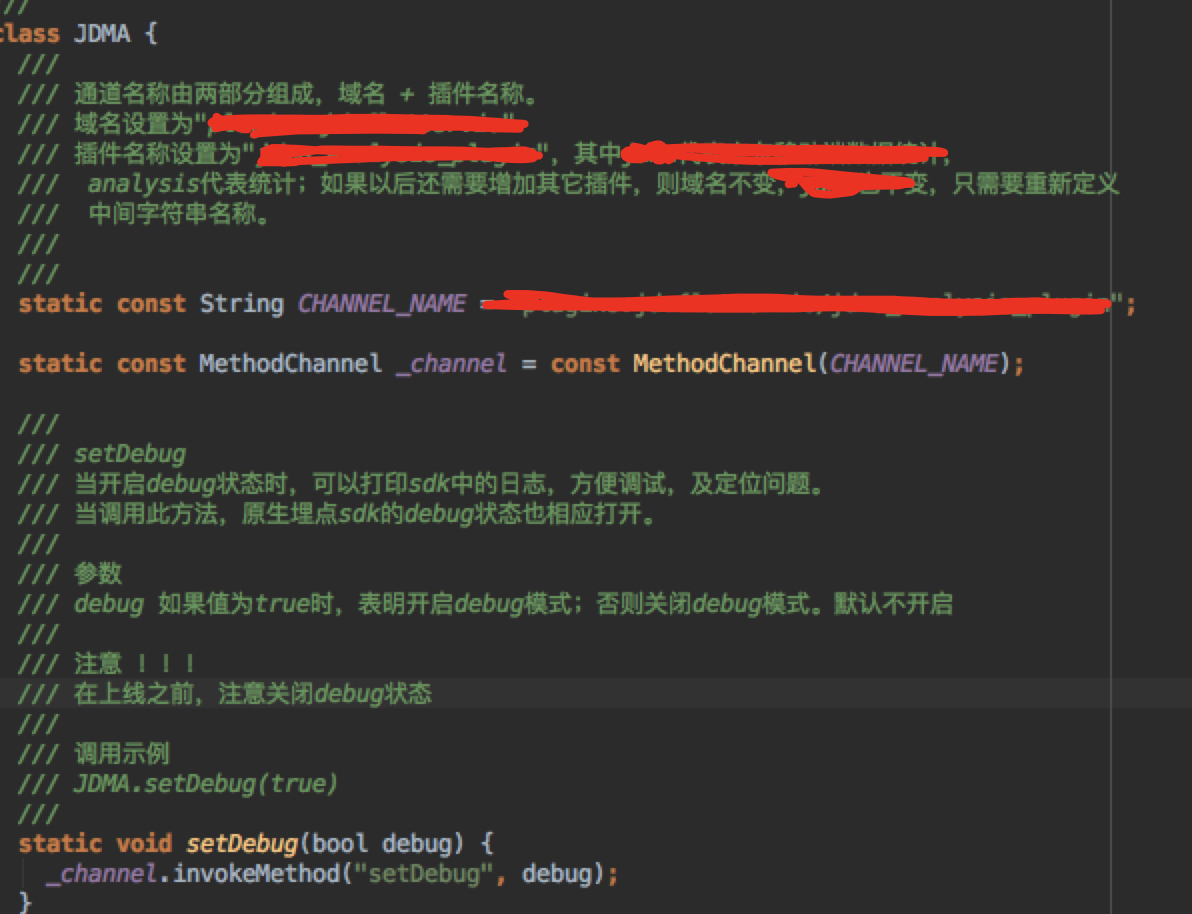 ///
class JDMA {
///
/// 通道名称由两部分组成，域名 + 插件名称。
/// 域名设置为"
/// 插件名称设置为"", 其中
/// analysis代表统计；如果以后还需要增加其它插件，则域名不变，不变，只需要重新定义
/// 中间字符串名称。
///
///
static const String CHANNEL_NAME = ";
static const MethodChannel _channel = const MethodChannel(CHANNEL_NAME);
///
/// setDebug
/// 当开启debug状态时，可以打印sdk中的日志，方便调试，及定位问题。
/// 当调用此方法，原生埋点sdk的debug状态也相应打开。
///
/// 参数
/// debug 如果值为true时，表明开启debug模式；否则关闭debug模式。默认不开启
///
/// 注意 ！！！
/// 在上线之前，注意关闭debug状态
///
/// 调用示例
/// JDMA.setDebug(true)
///
static void setDebug(bool debug) {
_channel.invokeMethod("setDebug", debug);
}